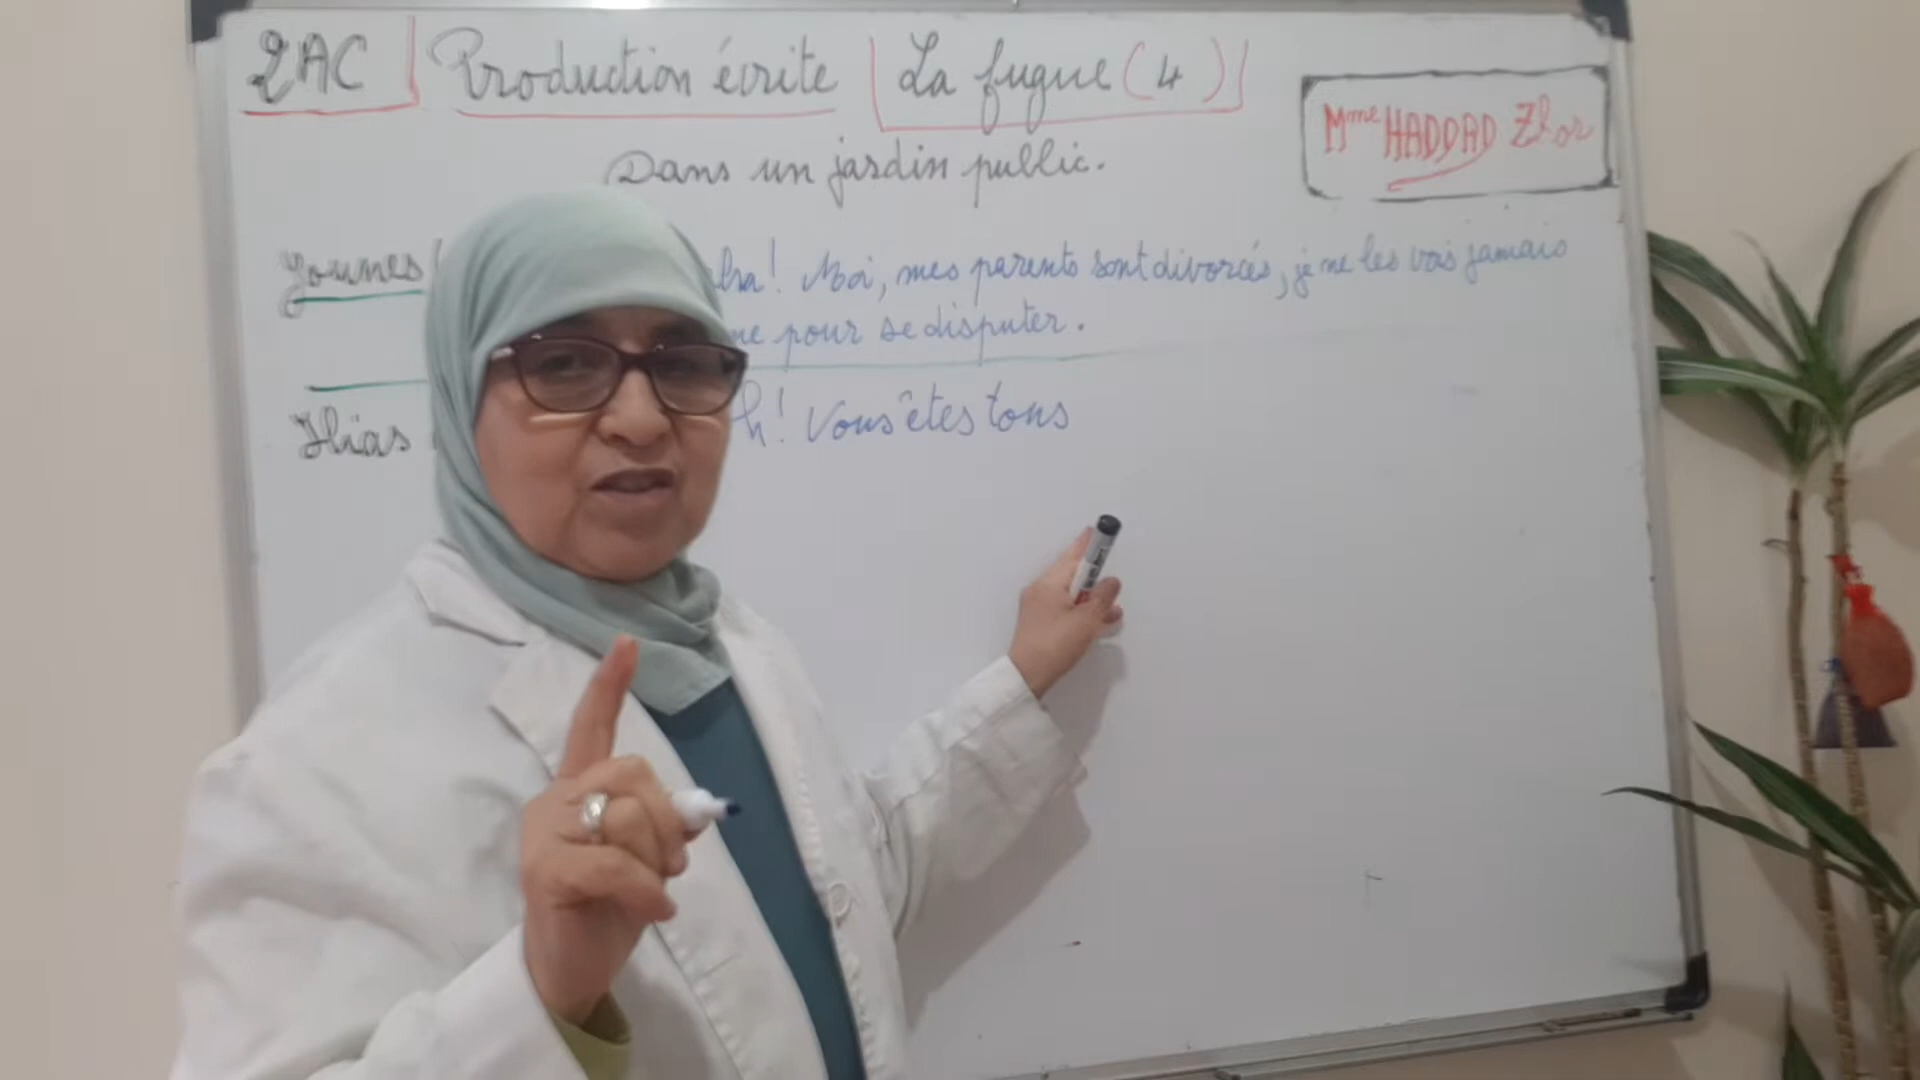 2AC Production écrite La fugue (4)
Mme HADDAD Zhor
Dans un jardin public.
Younes ! Moi, mes parents sont divorcés, je ne les vois jamais
pour se disputer.
Ilias h! Vous êtes tous